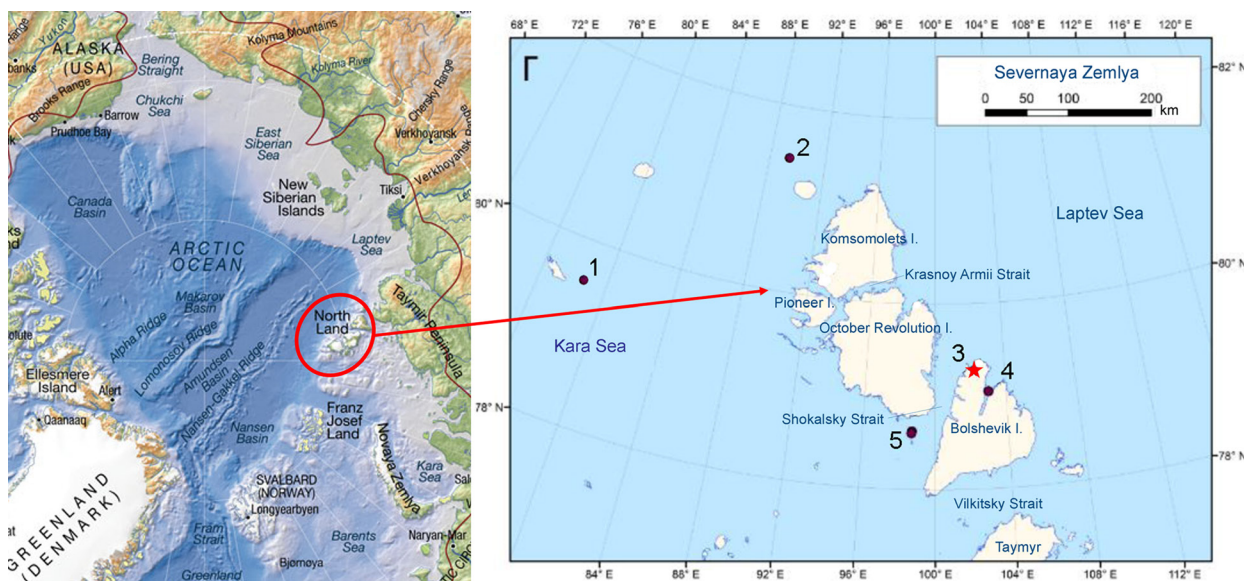 ALASKA
(USA)
Yukon
banks
Brooks Range
Prudhoe Bay
Barrow
Bering
Straight
Chukchi
Sea
Kolyma Mountains
Kolyma River
Chersky Range
Verkhoyansk
East
Siberian
Sea
New
Siberian
Islands
Tiksi
Laptev
Sea
Canada
Basin
ARCTIC
OCEAN
Makarov
Basin
Alpha Ridge
Lomonosov Ridge
Amundsen
Basin
Nansen-Gakkel Ridge
Nansen
Basin
North
Land
Taymir Peninsula
Ellesmere
Island
Alert
Qaanaaq
Franz
Josef
Land
Novaya Zemlya
Kara
Sea
SVALBARD
(NORWAY)
Longyearbyen
Barents
Sea
Bjørnøya
Naryan-Mar
Fram
Strait
Greenland
GREENLAND
(DENMARK)
68° E
72° E
76° E
80° E
84° E
88° E
92° E
96° E
100° E
104° E
108° E
112° E
116° E
120° E
124° E
Г
Severnaya Zemlya
0
50
100
200
km
82° N
80° N
80° N
78° N
78° N
1
2
3
4
5
Laptev Sea
Kara Sea
Komsomolets I.
Krasnoy Armii Strait
Pioneer I.
October Revolution I.
Shokalsky Strait
Bolshevik I.
Vilkitsky Strait
Taymyr
84° E
88° E
92° E
96° E
100° E
104° E
108° E
112° E